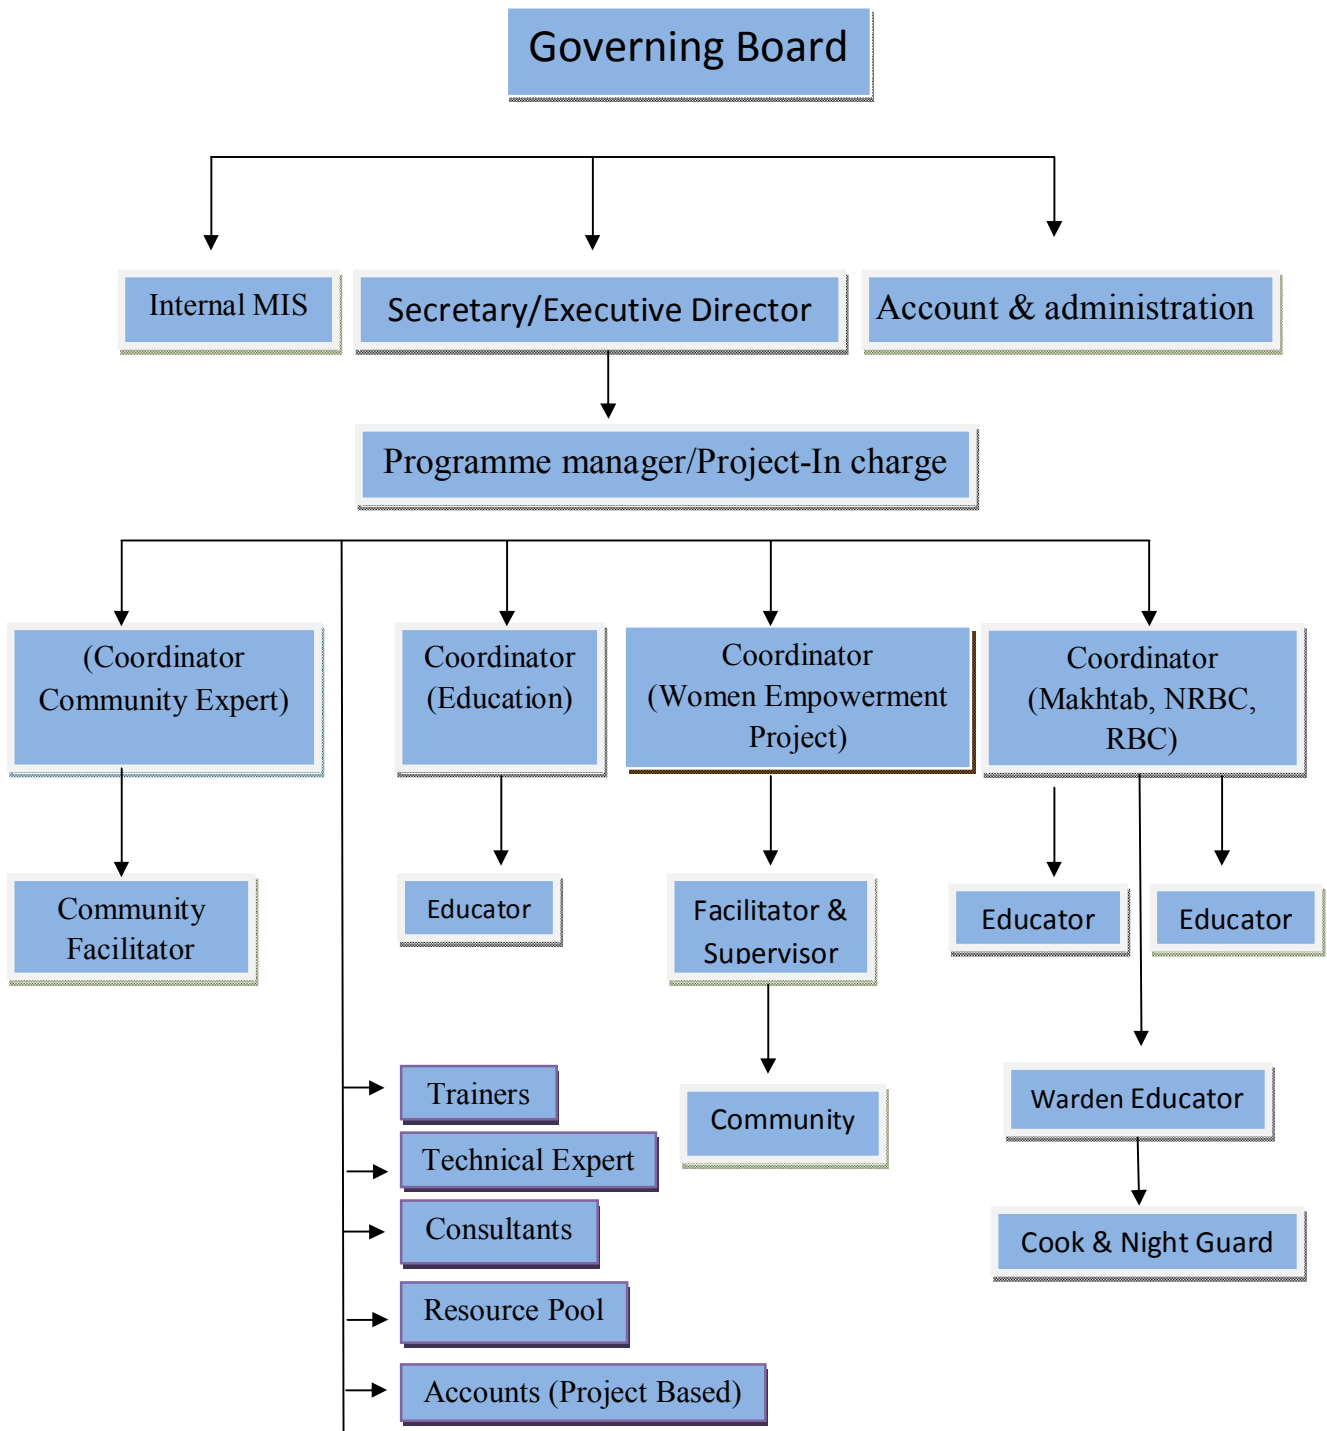 Governing Board
Internal MIS
Secretary/Executive Director
Account & administration
Programme manager/Project-In charge
(Coordinator
Community Expert)
Coordinator
(Education)
Coordinator
(Women Empowerment
Project)
Coordinator
(Makhtab, NRBC,
RBC)
Community
Facilitator
Educator
Facilitator &
Supervisor
Educator
Educator
Trainers
Technical Expert
Consultants
Resource Pool
Accounts (Project Based)
Community
Warden Educator
Cook & Night Guard